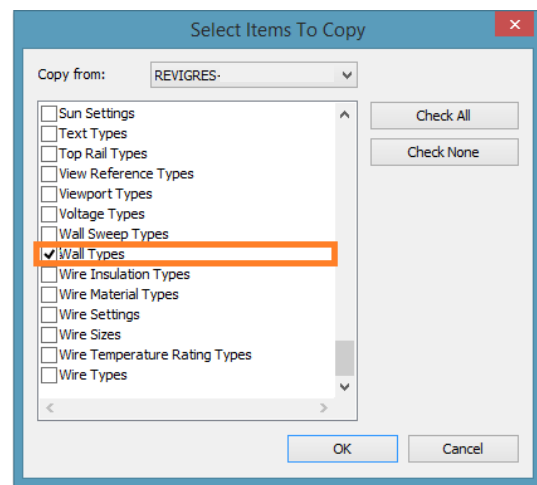 Select Items To Copy
Copy from: REVIGRES-
Sun Settings
Text Types
Top Rail Types
View Reference Types
Viewport Types
Voltage Types
Wall Sweep Types
Wall Types
Wire Insulation Types
Wire Material Types
Wire Settings
Wire Sizes
Wire Temperature Rating Types
Wire Types
Check All
Check None
OK Cancel